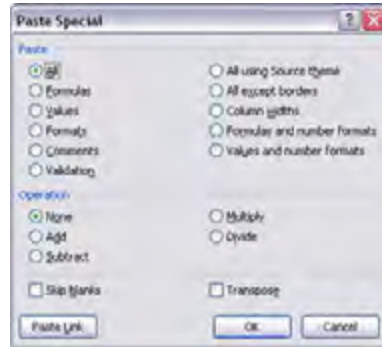 Paste Special
Paste
All
All using Source theme
Formulas
All except borders
Values
Column widths
Formats
Formulas and number formats
Comments
Values and number formats
Validation
Operation
None
Multiply
Add
Divide
Subtract
Skip blanks
Transpose
Paste Link
OK
Cancel